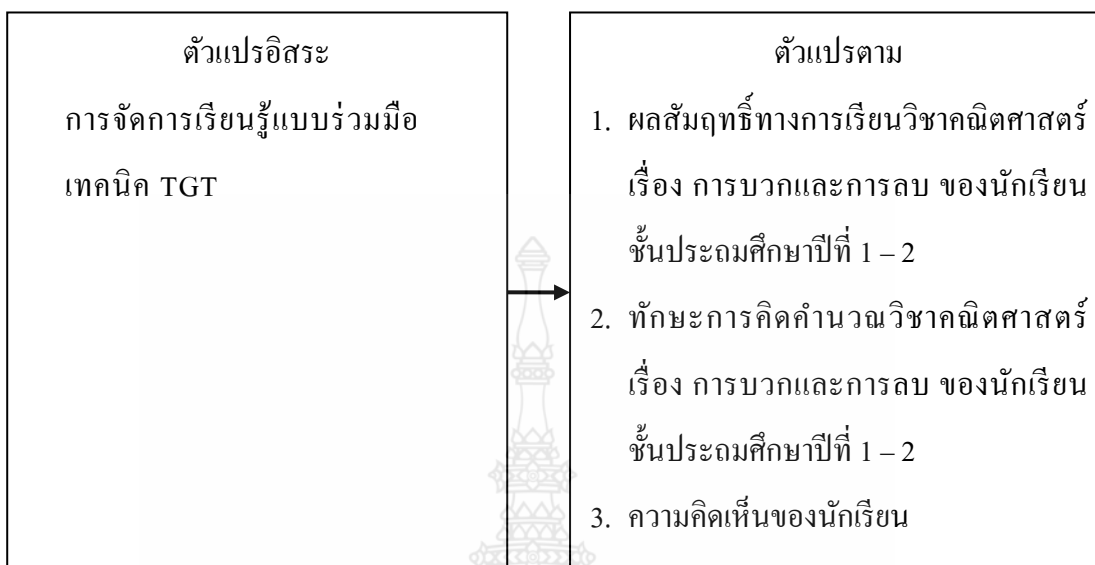 ตัวแปรอิสระ
การจัดการเรียนรู้แบบร่วมมือ
เทคนิค TGT
ตัวแปรตาม
1. ผลสัมฤทธิ์ทางการเรียนวิชาคณิตศาสตร์
เรื่อง การบวกและการลบ ของนักเรียน
ชั้นประถมศึกษาปีที่ 1 – 2
2. ทักษะการคิดคำนวณวิชาคณิตศาสตร์
เรื่อง การบวกและการลบ ของนักเรียน
ชั้นประถมศึกษาปีที่ 1 – 2
3. ความคิดเห็นของนักเรียน